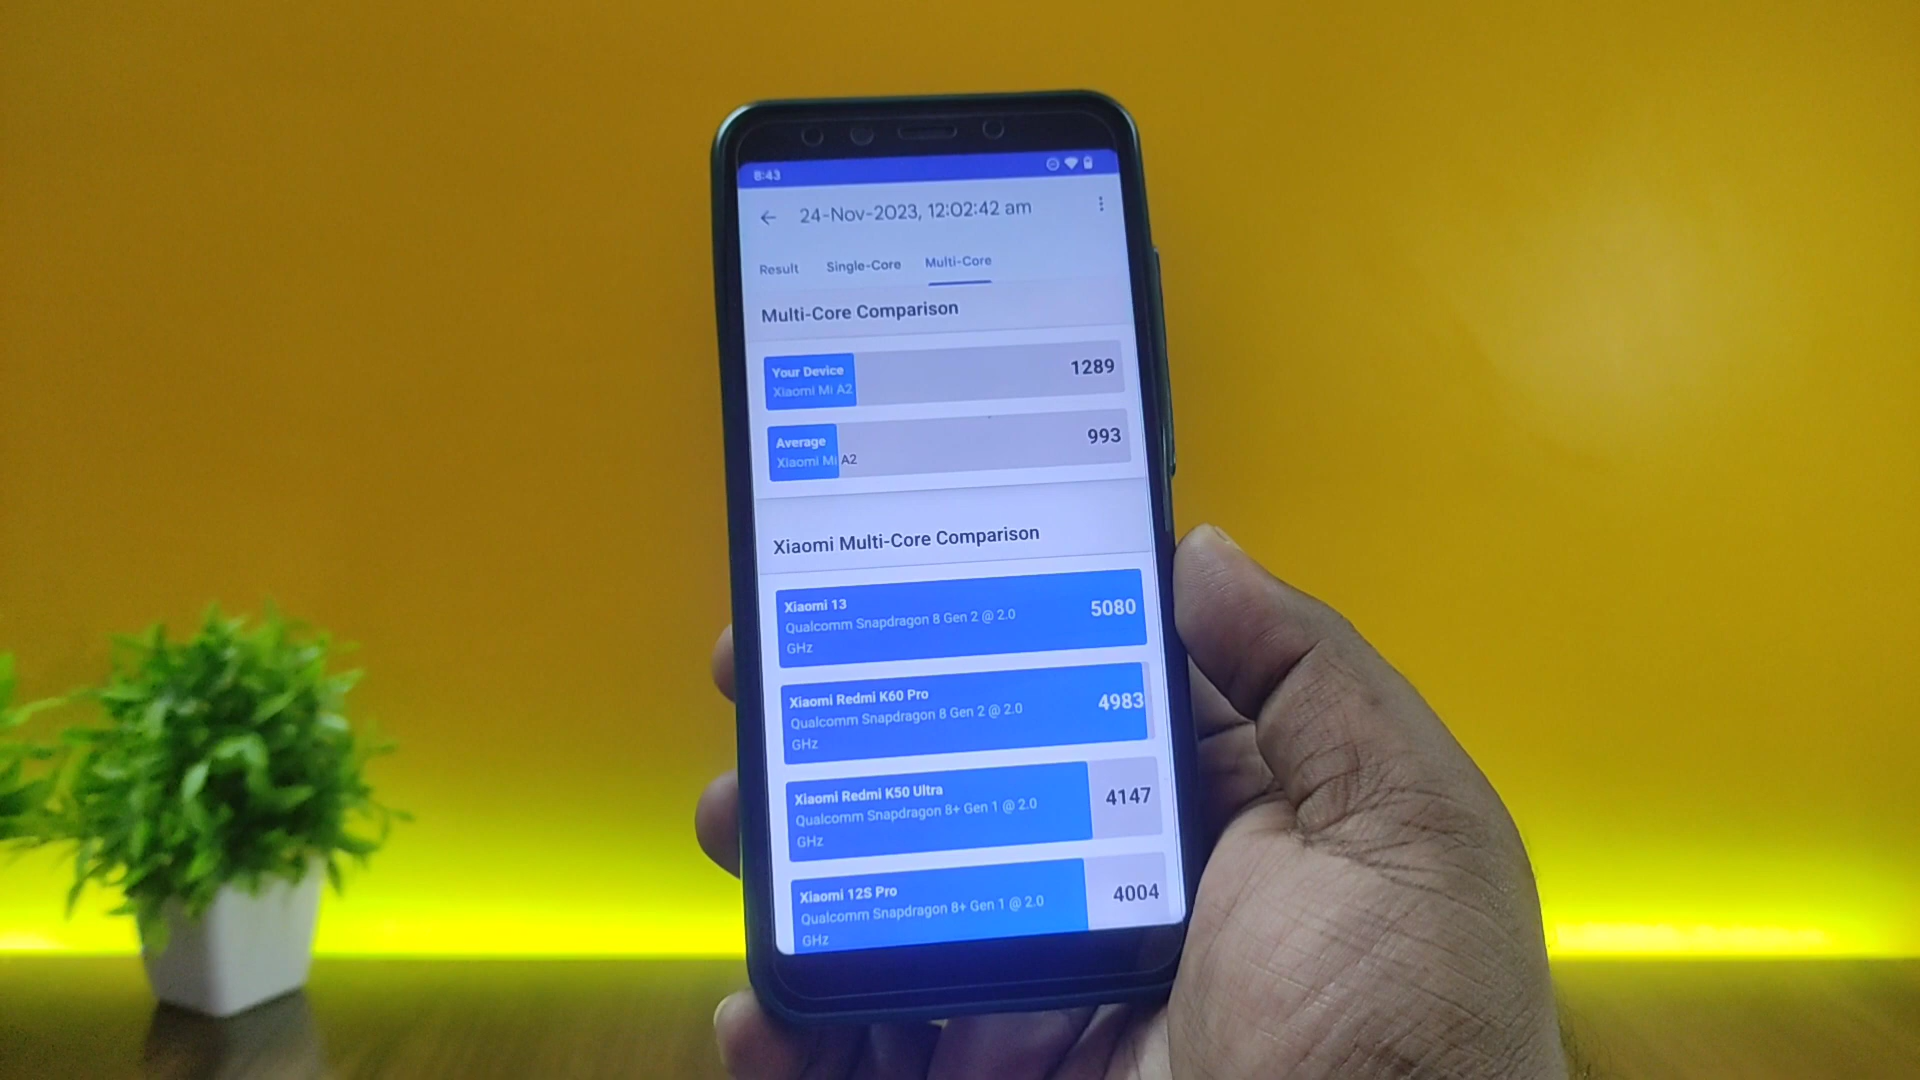 8:43
24-Nov-2023, 12:02:42 am
Result Single-Core Multi-Core
Multi-Core Comparison
Your Device
1289
Xiaomi Mi A2
Average
993
Xiaomi Mi A2
Xiaomi Multi-Core Comparison
Xiaomi 13
5080
Qualcomm Snapdragon 8 Gen 2 @ 2.0
GHz
Xiaomi Redmi K60 Pro
4983
Qualcomm Snapdragon 8 Gen 2 @ 2.0
GHz
Xiaomi Redmi K50 Ultra
4147
Qualcomm Snapdragon 8+ Gen 1 @ 2.0
GHz
Xiaomi 12S Pro
4004
Qualcomm Snapdragon 8+ Gen 1 @ 2.0
GHz